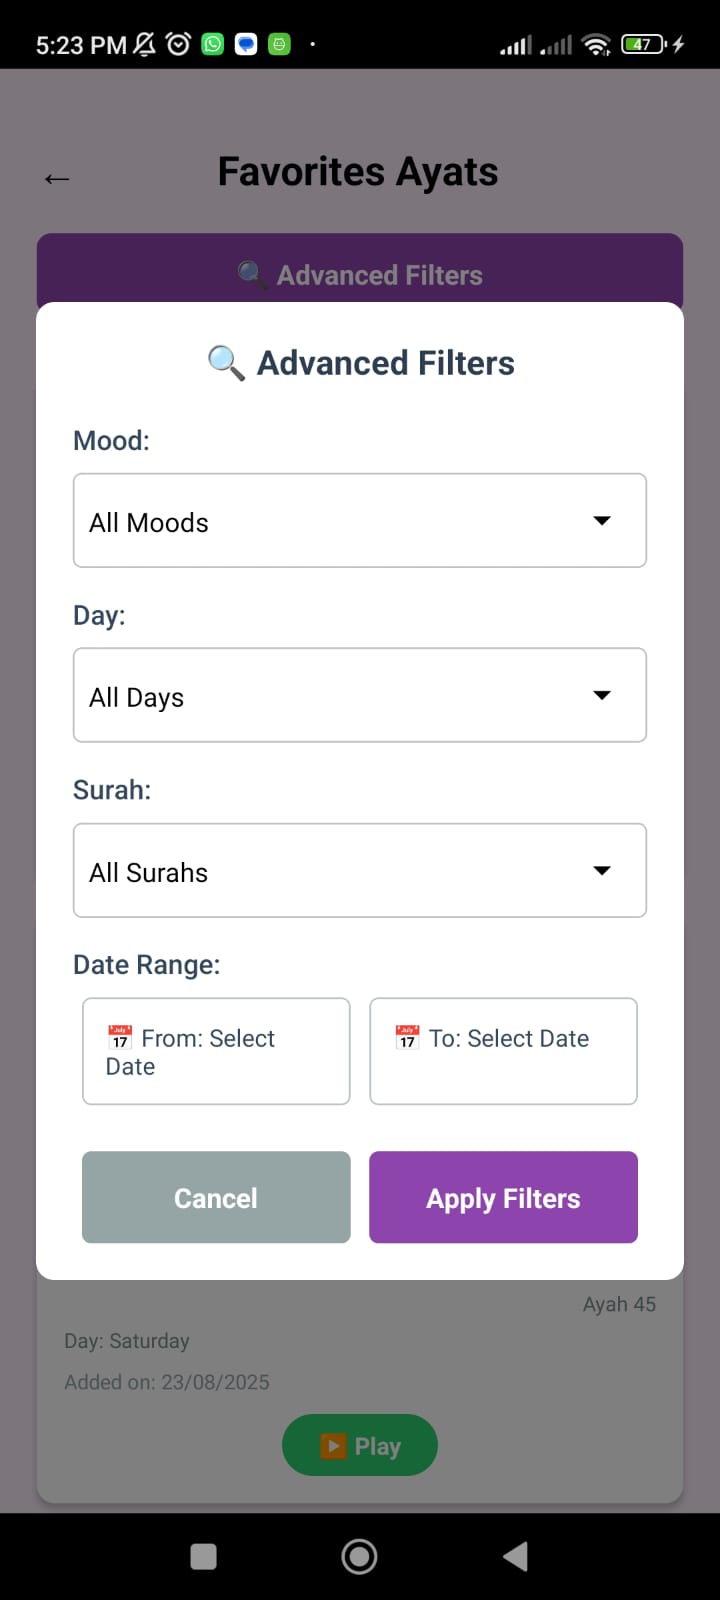 5:23 PM
47
←
Favorites Ayats
🔍 Advanced Filters
🔍 Advanced Filters
Mood:
All Moods
Day:
All Days
Surah:
All Surahs
Date Range:
📅 From: Select
Date
📅 To: Select Date
Cancel
Apply Filters
Ayah 45
Day: Saturday
Added on: 23/08/2025
▶️ Play